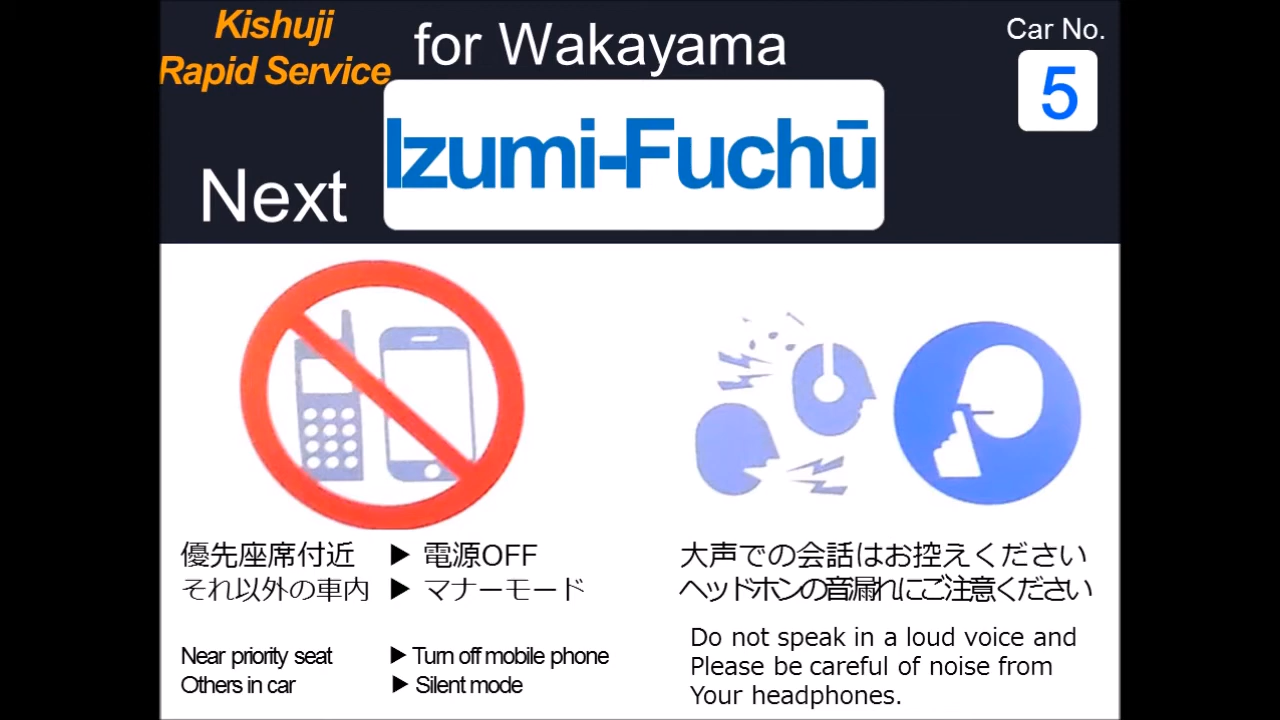 Kishuji
Rapid Service
for Wakayama
Car No.
5
Next
Izumi-Fuchū
優先座席付近 ▶ 電源OFF
それ以外の車内 ▶ マナーモード
Near priority seat ▶ Turn off mobile phone
Others in car ▶ Silent mode
大声での会話はお控えください
ヘッドホンの音漏れにご注意ください
Do not speak in a loud voice and
Please be careful of noise from
Your headphones.